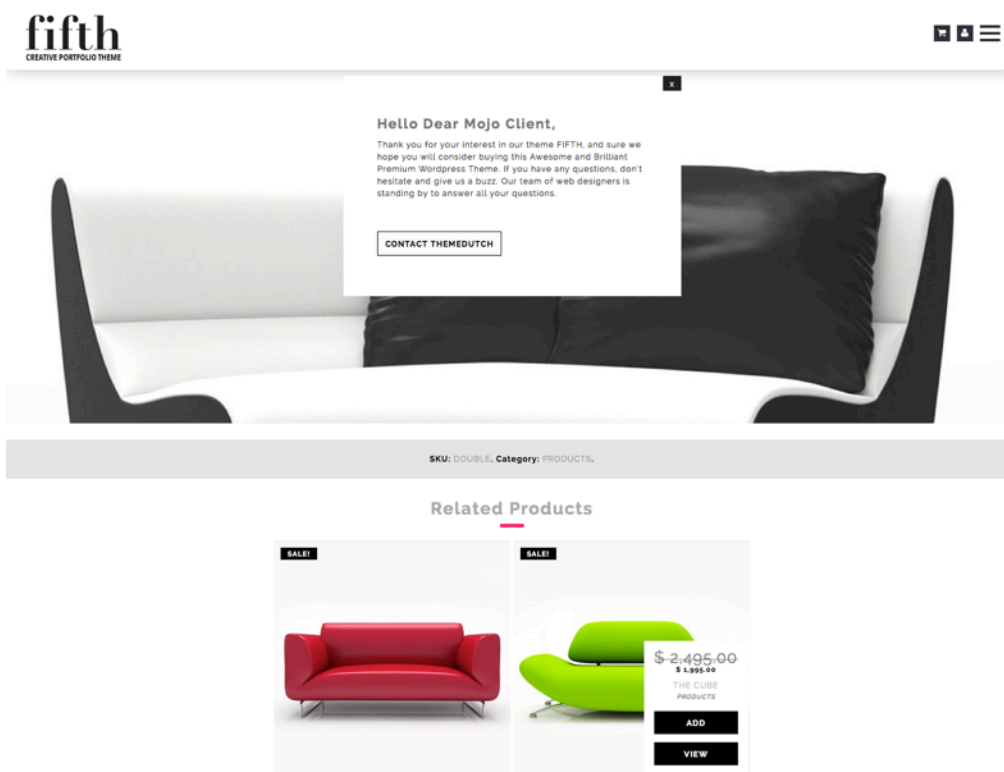 fifth
CREATIVE PORTFOLIO THEME
x
Hello Dear Mojo Client,
Thank you for your interest in our theme FIFTH, and sure we
hope you will consider buying this Awesome and Brilliant
Premium Wordpress Theme. If you have any questions, don't
hesitate and give us a buzz. Our team of web designers is
standing by to answer all your questions.
CONTACT THEMEDUTCH
SKU: DOUBLE. Category: PRODUCTS.
Related Products
SALE!
SALE!
$ 2,495.00
$ 1,995.00
THE CUBE
PRODUCTS
ADD
VIEW